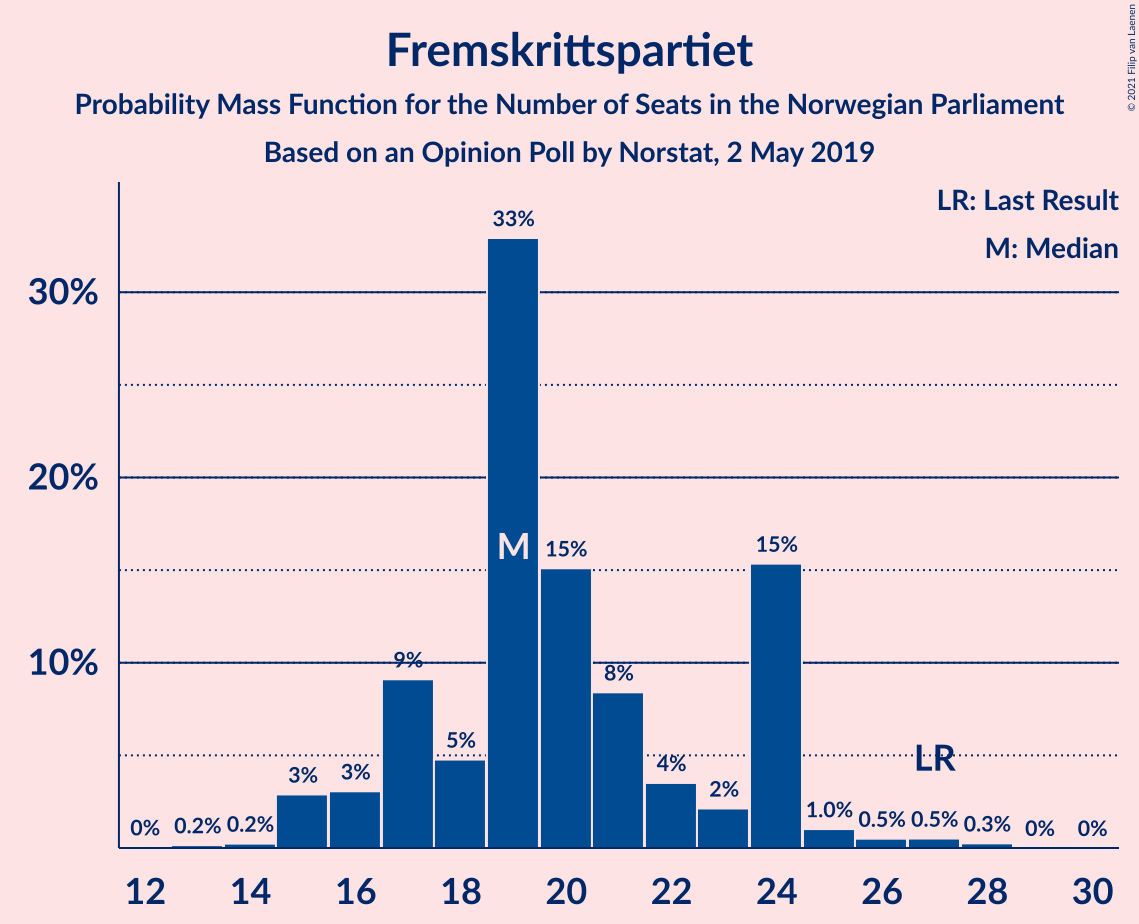 Fremskrittspartiet
Probability Mass Function for the Number of Seats in the Norwegian Parliament
Based on an Opinion Poll by Norstat, 2 May 2019
© 2021 Filip van Laenen
LR: Last Result
M: Median
30%
20%
10%
0% 0.2% 0.2% 3% 3% 9% 5% 33% 15% 8% 4% 2% 15% 1.0% 0.5% 0.5% 0.3% 0% 0%
M
LR
12 14 16 18 20 22 24 26 28 30